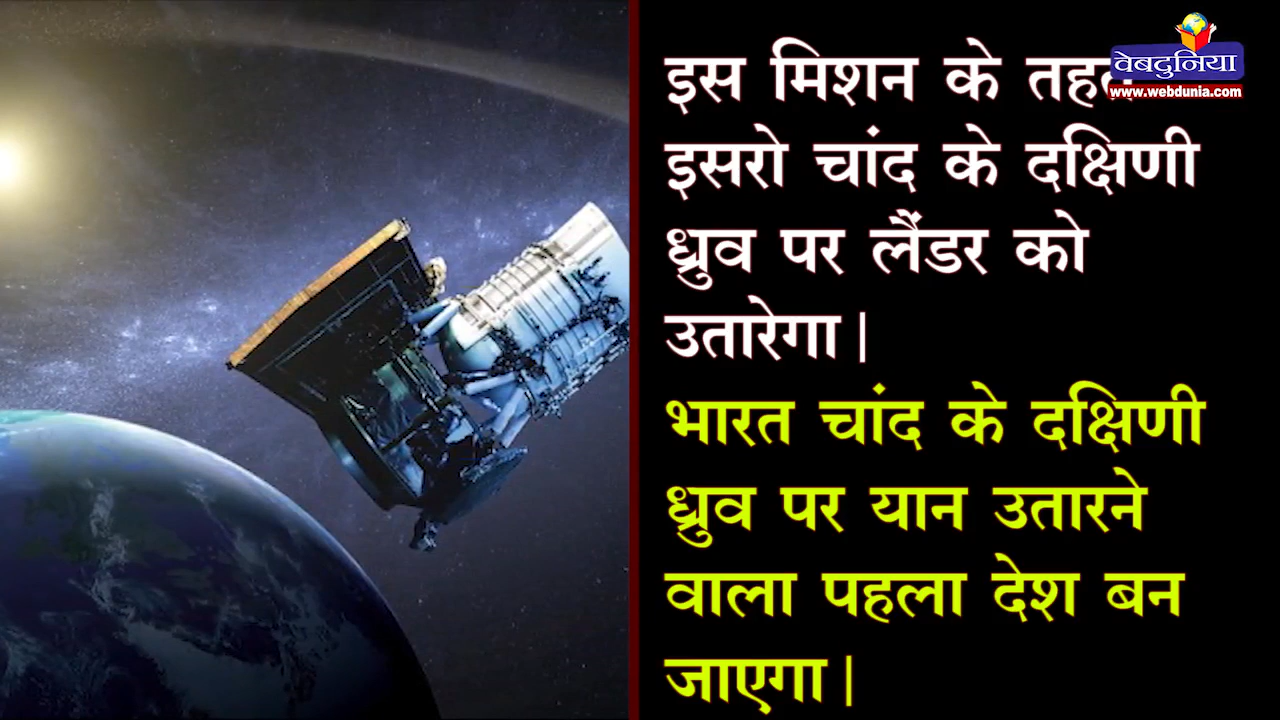 वेबदुनिया
www.webdunia.com
इस मिशन के तहत
इसरो चांद के दक्षिणी
ध्रुव पर लैंडर को
उतारेगा|
भारत चांद के दक्षिणी
ध्रुव पर यान उतारने
वाला पहला देश बन
जाएगा|